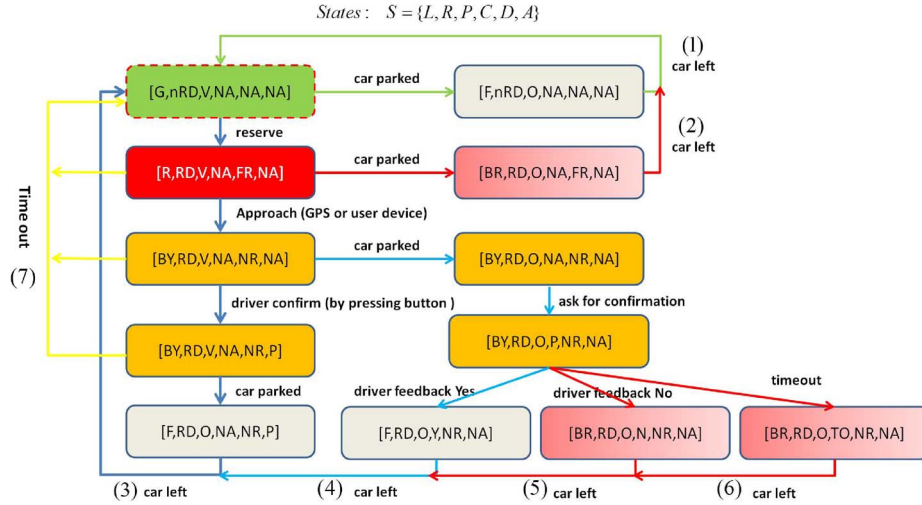 States: S = {L, R, P, C, D, A}
(1)
car left
[G,nRD,V,NA,NA,NA]
car parked
[F,nRD,O,NA,NA,NA]
reserve
(2)
car left
[R,RD,V,NA,FR,NA]
car parked
[BR,RD,O,NA,FR,NA]
Time out
(7)
Approach (GPS or user device)
[BY,RD,V,NA,NR,NA]
car parked
[BY,RD,O,NA,NR,NA]
driver confirm (by pressing button )
ask for confirmation
[BY,RD,V,NA,NR,P]
[BY,RD,O,P,NR,NA]
car parked
driver feedback Yes
driver feedback No
timeout
[F,RD,O,NA,NR,P]
[F,RD,O,Y,NR,NA]
[BR,RD,O,N,NR,NA]
[BR,RD,O,TO,NR,NA]
(3) car left
(4) car left
(5) car left
(6) car left